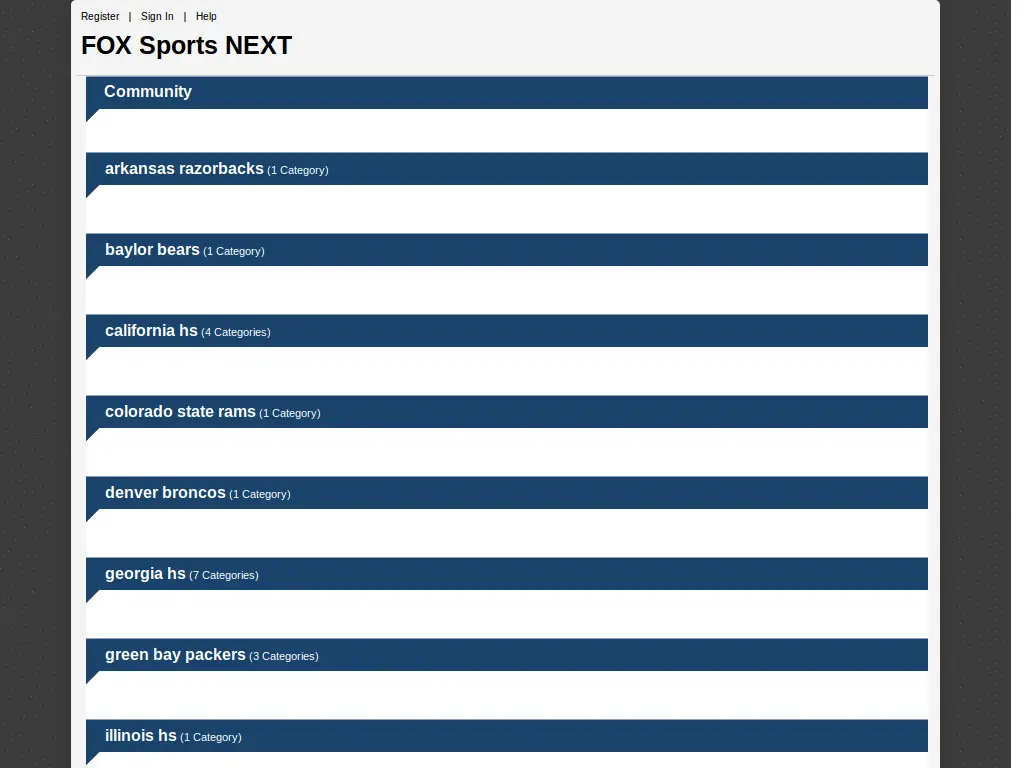 Register | Sign In | Help
FOX Sports NEXT
Community
arkansas razorbacks (1 Category)
baylor bears (1 Category)
california hs (4 Categories)
colorado state rams (1 Category)
denver broncos (1 Category)
georgia hs (7 Categories)
green bay packers (3 Categories)
illinois hs (1 Category)